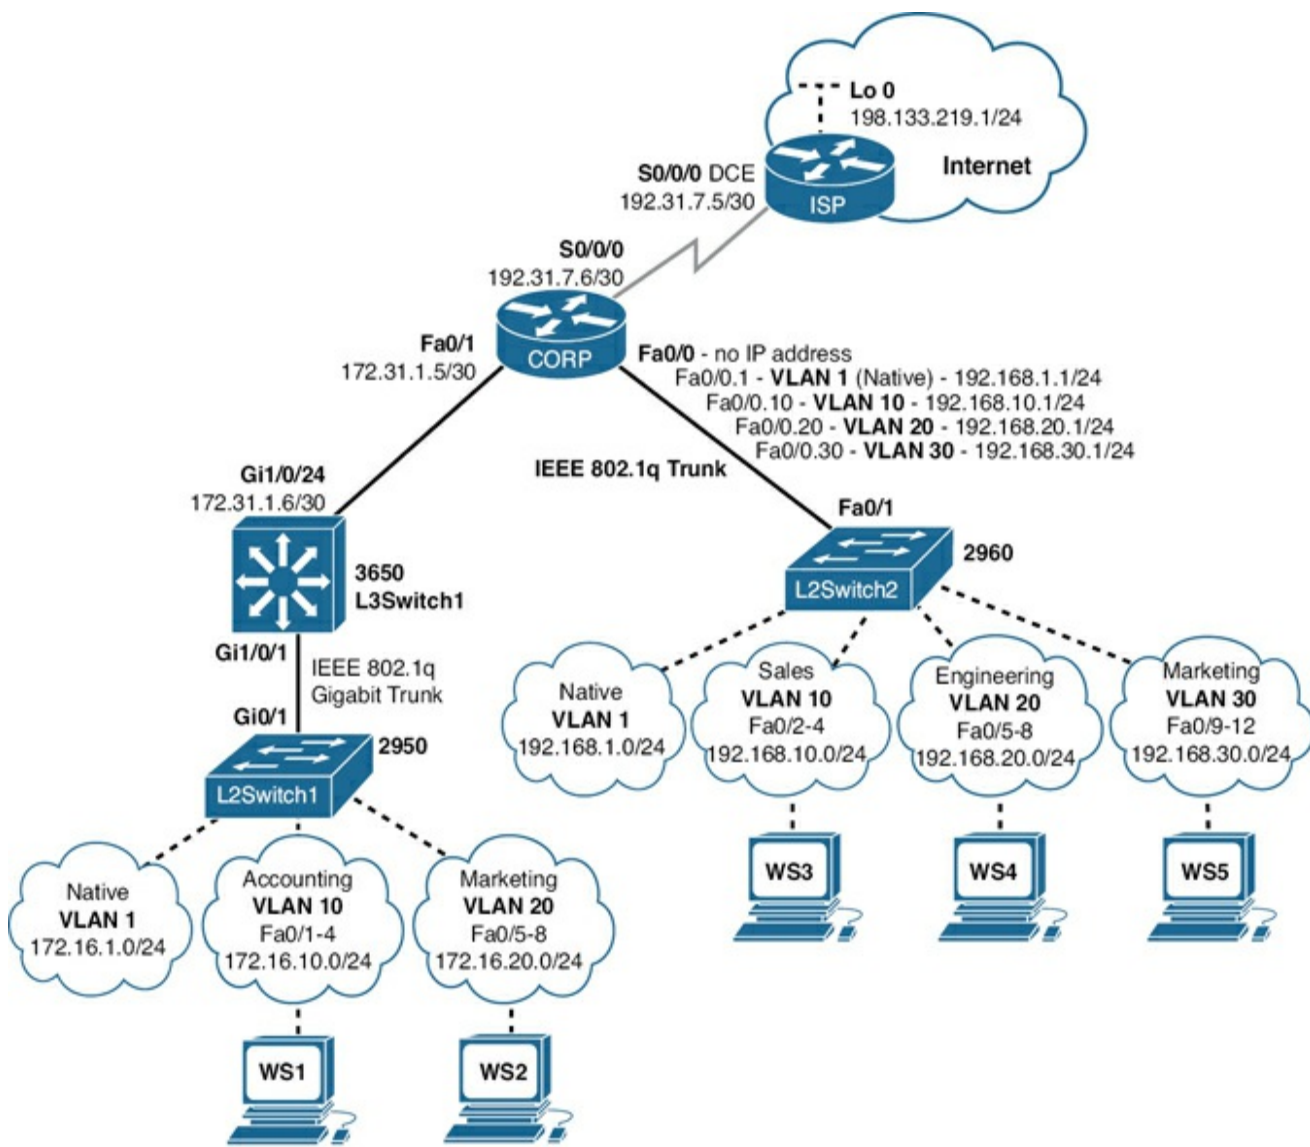 Lo 0
198.133.219.1/24
Internet
S0/0/0 DCE
192.31.7.5/30
ISP
S0/0/0
192.31.7.6/30
CORP
Fa0/1
172.31.1.5/30
Fa0/0 - no IP address
Fa0/0.1 - VLAN 1 (Native) - 192.168.1.1/24
Fa0/0.10 - VLAN 10 - 192.168.10.1/24
Fa0/0.20 - VLAN 20 - 192.168.20.1/24
Fa0/0.30 - VLAN 30 - 192.168.30.1/24
IEEE 802.1q Trunk
Gi1/0/24
172.31.1.6/30
3650
L3Switch1
Gi1/0/1
IEEE 802.1q
Gigabit Trunk
Gi0/1
2950
L2Switch1
Fa0/1
2960
L2Switch2
Native
VLAN 1
192.168.1.0/24
Sales
VLAN 10
Fa0/2-4
192.168.10.0/24
Engineering
VLAN 20
Fa0/5-8
192.168.20.0/24
Marketing
VLAN 30
Fa0/9-12
192.168.30.0/24
WS3
WS4
WS5
Native
VLAN 1
172.16.1.0/24
Accounting
VLAN 10
Fa0/1-4
172.16.10.0/24
Marketing
VLAN 20
Fa0/5-8
172.16.20.0/24
WS1
WS2